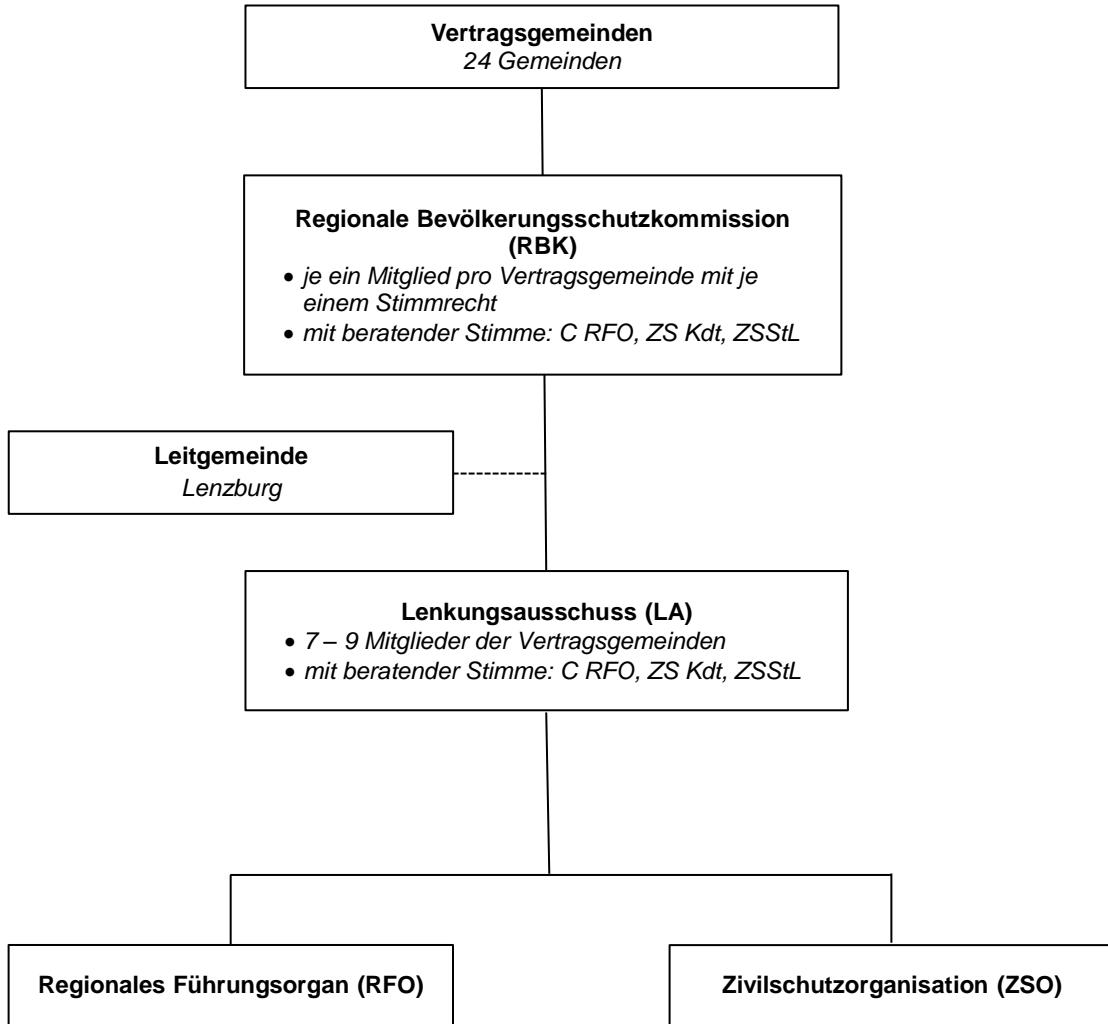 Vertragsgemeinden
24 Gemeinden
Regionale Bevölkerungsschutzkommission
(RBK)
• je ein Mitglied pro Vertragsgemeinde mit je
einem Stimmrecht
• mit beratender Stimme: C RFO, ZS Kdt, ZSStL
Leitgemeinde
Lenzburg
Lenkungsausschuss (LA)
• 7 – 9 Mitglieder der Vertragsgemeinden
• mit beratender Stimme: C RFO, ZS Kdt, ZSStL
Regionales Führungsorgan (RFO)
Zivilschutzorganisation (ZSO)